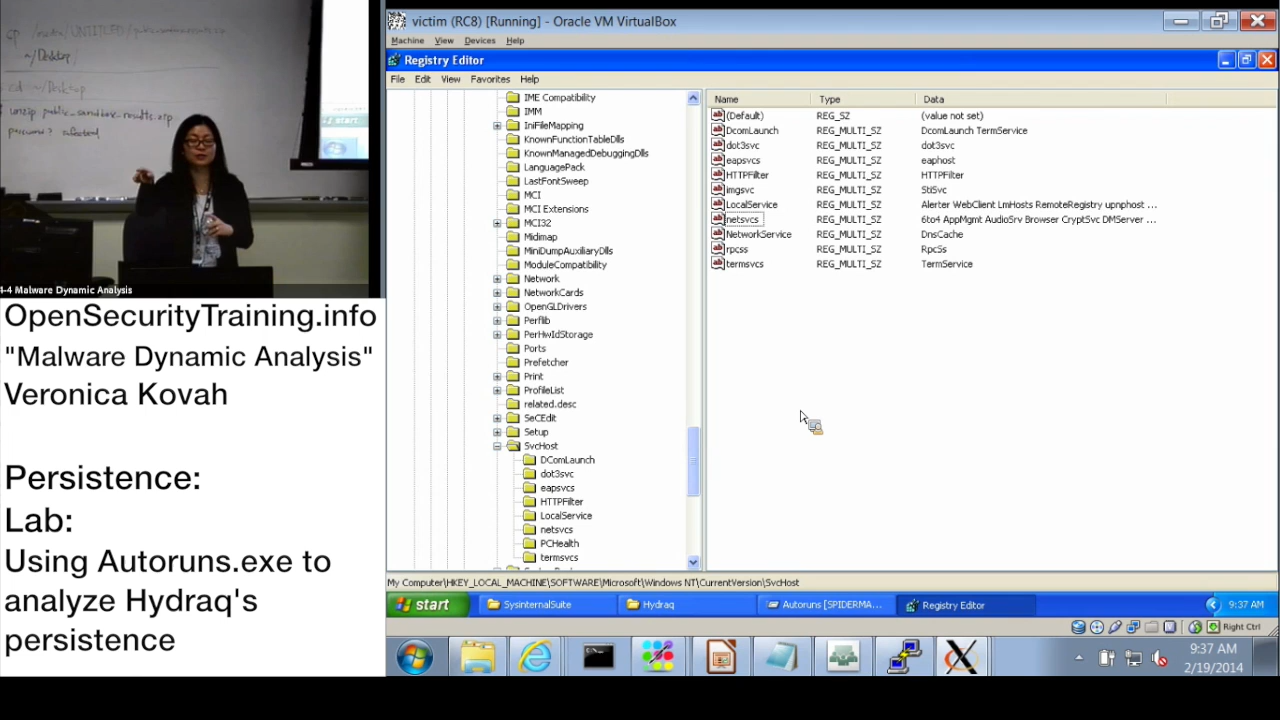 ~/Desktop
4-4 Malware Dynamic Analysis
OpenSecurityTraining.info
"Malware Dynamic Analysis"
Veronica Kovah
Persistence:
Lab:
Using Autoruns.exe to
analyze Hydraq's
persistence
victim (RC8) [Running] - Oracle VM VirtualBox
Machine View Devices Help
Registry Editor
File Edit View Favorites Help
IME Compatibility
IMM
IniFileMapping
KnownFunctionTableDlls
KnownManagedDebuggingDlls
LanguagePack
LastFontSweep
MCI
MCI Extensions
MCI32
Midimap
MiniDumpAuxiliaryDlls
ModuleCompatibility
Network
NetworkCards
OpenGLDrivers
Perflib
PerHwIdStorage
Ports
Prefetcher
Print
ProfileList
related.desc
SeCEdit
Setup
SvcHost
DComLaunch
dot3svc
eapsvcs
HTTPFilter
LocalService
netsvcs
PCHealth
termsvcs
Name Type Data
(Default) REG_SZ (value not set)
DcomLaunch REG_MULTI_SZ DcomLaunch TermService
dot3svc REG_MULTI_SZ dot3svc
eapsvcs REG_MULTI_SZ eaphost
HTTPFilter REG_MULTI_SZ HTTPFilter
imgsvc REG_MULTI_SZ StiSvc
LocalService REG_MULTI_SZ Alerter WebClient LmHosts RemoteRegistry upnphost ...
netsvcs REG_MULTI_SZ 6to4 AppMgmt AudioSrv Browser CryptSvc DMServer ...
NetworkService REG_MULTI_SZ DnsCache
rpcss REG_MULTI_SZ RpcSs
termsvcs REG_MULTI_SZ TermService
My Computer\HKEY_LOCAL_MACHINE\SOFTWARE\Microsoft\Windows NT\CurrentVersion\SvcHost
start SysinternalSuite Hydraq Autoruns [SPIDERMA... Registry Editor 9:37 AM
Right Ctrl
9:37 AM
2/19/2014